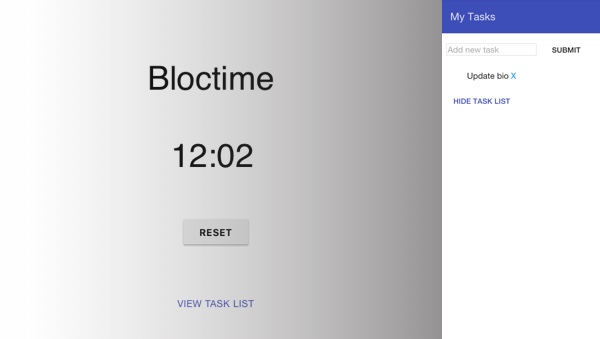 Bloctime
12:02
RESET
VIEW TASK LIST
My Tasks
Add new task
SUBMIT
Update bio X
HIDE TASK LIST